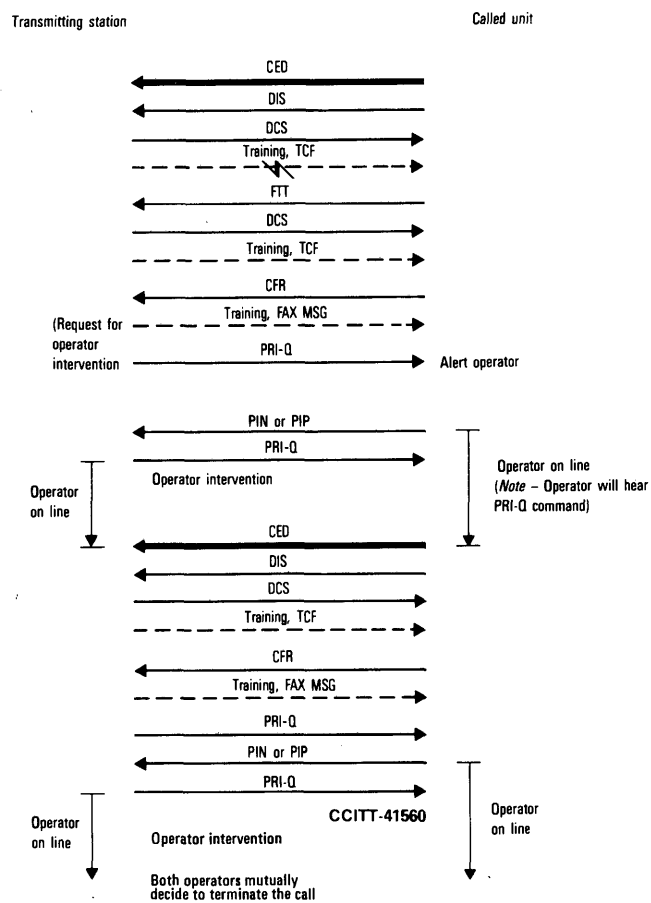 Transmitting station
Called unit
CED
DIS
DCS
Training, TCF
FTT
DCS
Training, TCF
CFR
Training, FAX MSG
(Request for
operator
intervention
PRI-Q
Alert operator
PIN or PIP
PRI-Q
Operator intervention
Operator
on line
Operator on line
(Note – Operator will hear
PRI-Q command)
CED
DIS
DCS
Training, TCF
CFR
Training, FAX MSG
PRI-Q
PIN or PIP
PRI-Q
CCITT-41560
Operator
on line
Operator
on line
Operator intervention
Both operators mutually
decide to terminate the call